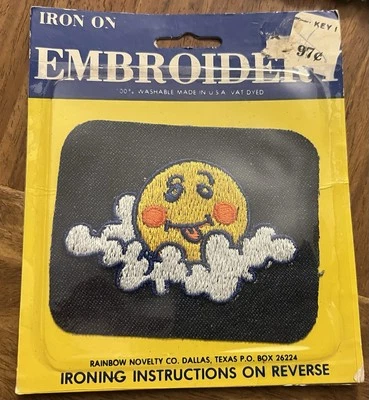 IRON ON
KEY
97¢
EMBROIDERY
100% WASHABLE MADE IN U.S.A. VAT DYED
RAINBOW NOVELTY CO. DALLAS, TEXAS P.O. BOX 26224
IRONING INSTRUCTIONS ON REVERSE